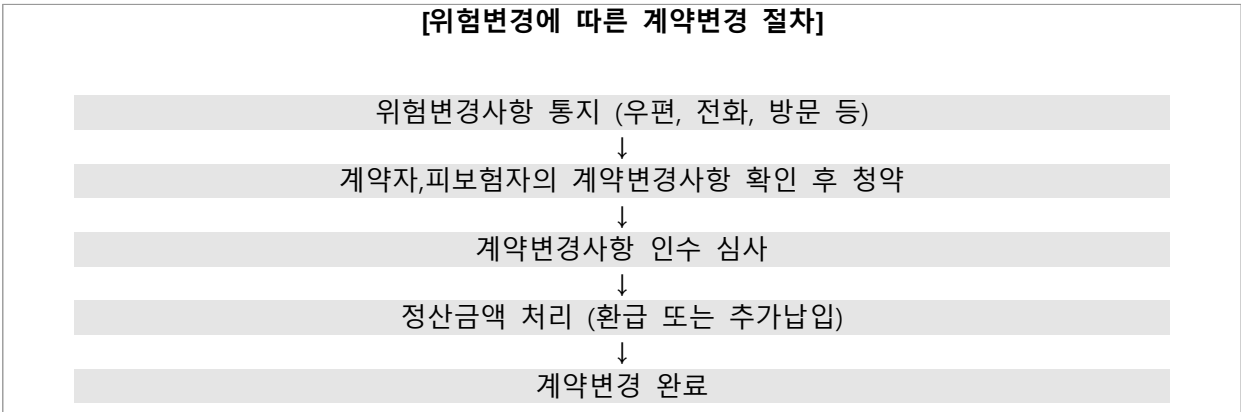 [위험변경에 따른 계약변경 절차]
위험변경사항 통지 (우편, 전화, 방문 등)
↓
계약자,피보험자의 계약변경사항 확인 후 청약
↓
계약변경사항 인수 심사
↓
정산금액 처리 (환급 또는 추가납입)
↓
계약변경 완료